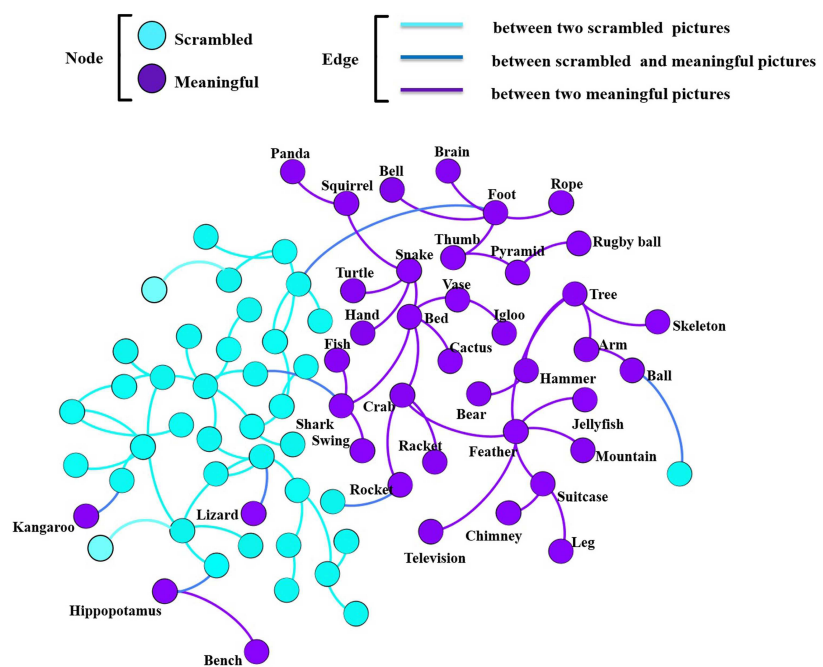 between two scrambled pictures
Scrambled
Node
Edge
between scrambled and meaningful pictures
Meaningful
between two meaningful pictures
Brain
Panda
Bell
Squirrel
Foot
Rope
Thumb
Rugby ball
Snake
Pyramid
Turtle
Vase
Tree
Hand
Bed
Igloo
Skeleton
Fish
Cactus
Arm
Hammer
Ball
Crab
Bear
Shark
Jellyfish
Swing
Racket
Feather
Mountain
Rocket
Suitcase
Kangaroo
Lizard
Chimney
Television
Leg
Hippopotamus
Bench